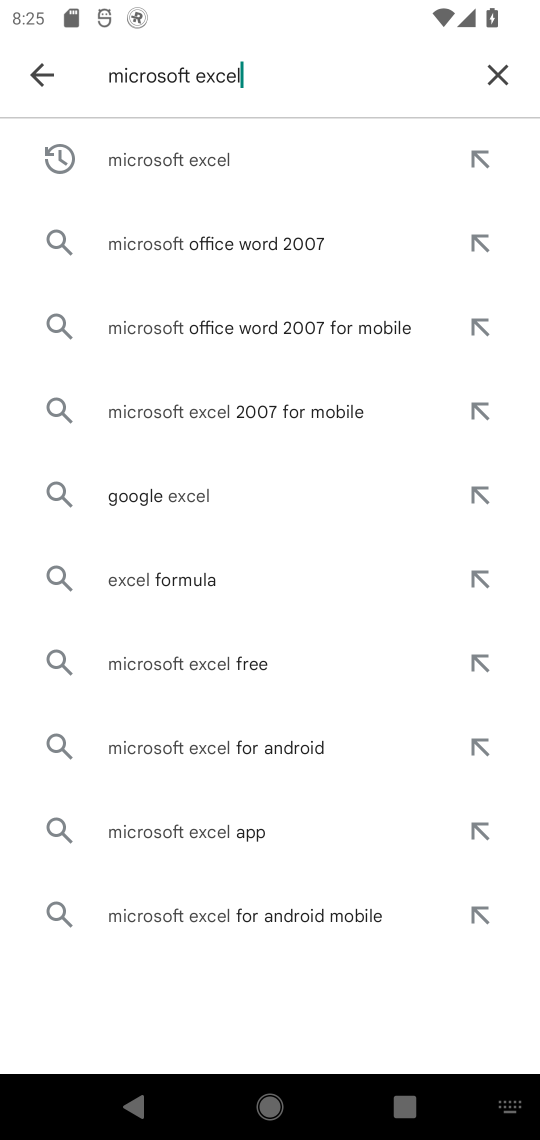 8:25
microsoft excel
microsoft excel
microsoft office word 2007
microsoft office word 2007 for mobile
microsoft excel 2007 for mobile
google excel
excel formula
microsoft excel free
microsoft excel for android
microsoft excel app
microsoft excel for android mobile